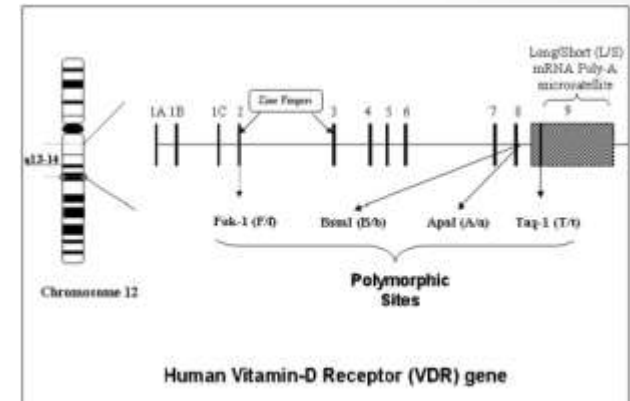 Long/Short (L/S)
mRNA Poly-A
microsatellite
Zinc Fingers
1A 1B 1C 2 3 4 5 6 7 8 9
q13-14
Fok-1 (F/f) BsmI (B/b) ApaI (A/a) Taq-1 (T/t)
Polymorphic
Sites
Chromosome 12
Human Vitamin-D Receptor (VDR) gene